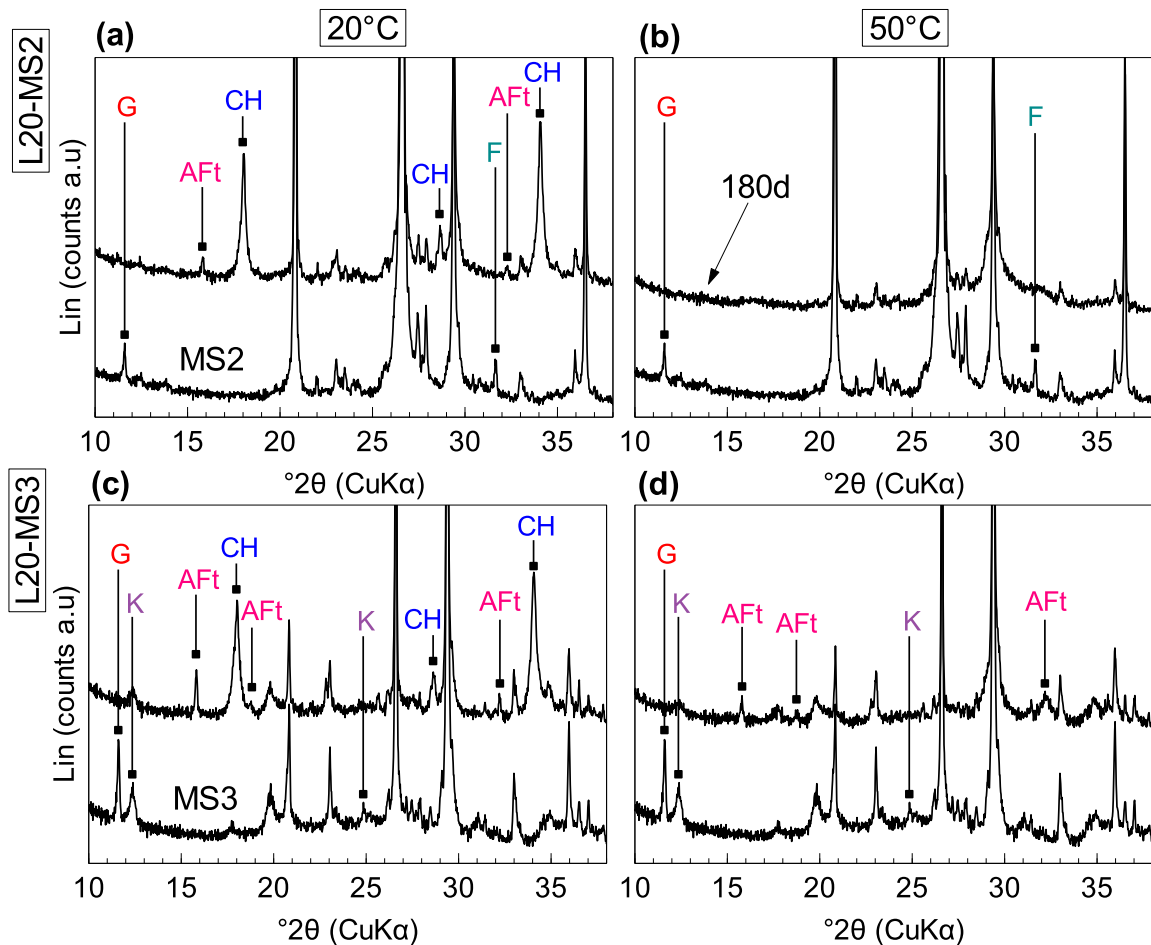 20°C
50°C
L20-MS2
(a)
G
AFt
CH
CH
F
AFt
CH
MS2
Lin (counts a.u)
10 15 20 25 30 35
°2θ (CuKα)
(b)
G
180d
F
10 15 20 25 30 35
°2θ (CuKα)
L20-MS3
(c)
G
K
AFt
CH
AFt
K
CH
AFt
CH
MS3
Lin (counts a.u)
10 15 20 25 30 35
°2θ (CuKα)
(d)
G
K
AFt
AFt
K
AFt
10 15 20 25 30 35
°2θ (CuKα)